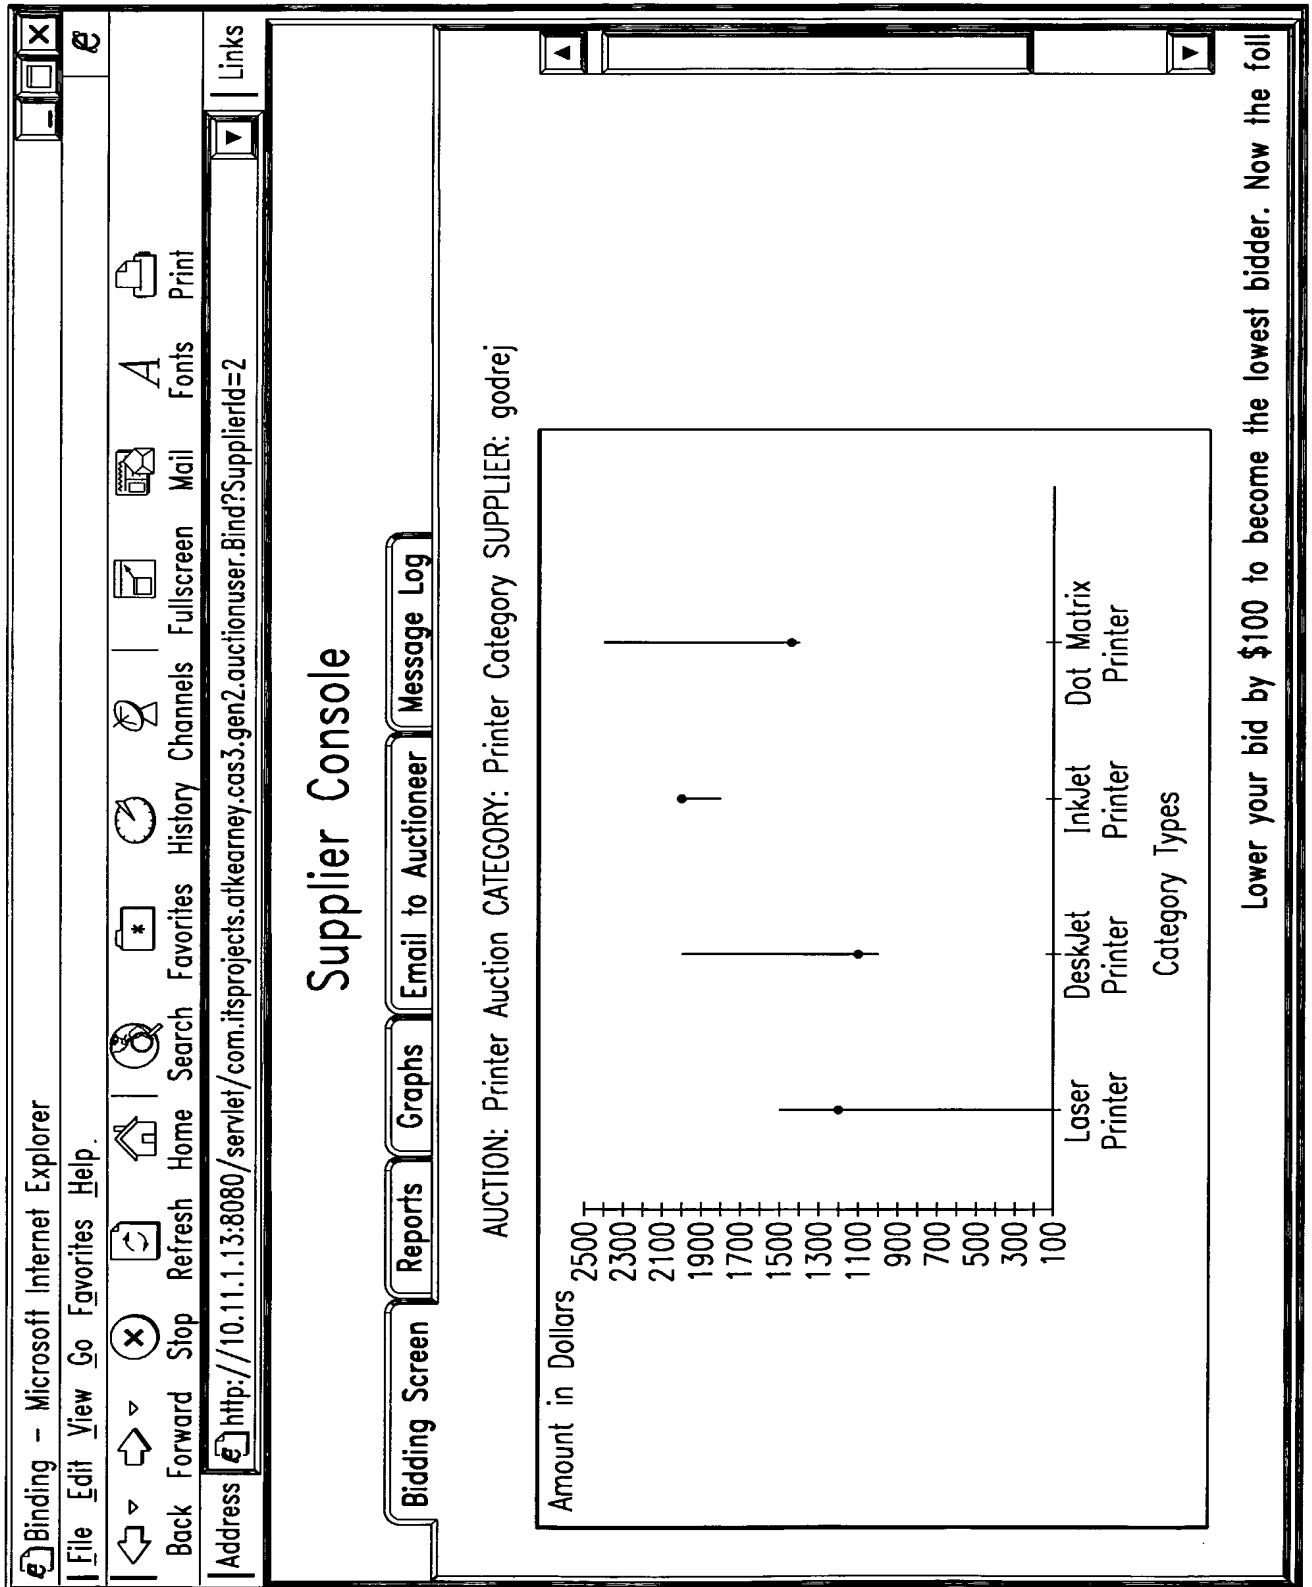 Binding – Microsoft Internet Explorer
File Edit View Go Favorites Help.
Back Forward Stop Refresh Home Search Favorites History Channels Fullscreen Mail Fonts Print
Address http://10.11.1.13:8080/servlet/com.itsprojects.atkearney.cas3.gen2.auctionuser.Bind?SupplierId=2 Links
Supplier Console
Bidding Screen Reports Graphs Email to Auctioneer Message Log
AUCTION: Printer Auction CATEGORY: Printer Category SUPPLIER: godrej
Amount in Dollars
2500
2300
2100
1900
1700
1500
1300
1100
900
700
500
300
100
Laser Printer
DeskJet Printer
InkJet Printer
Dot Matrix Printer
Category Types
Lower your bid by $100 to become the lowest bidder. Now the foll